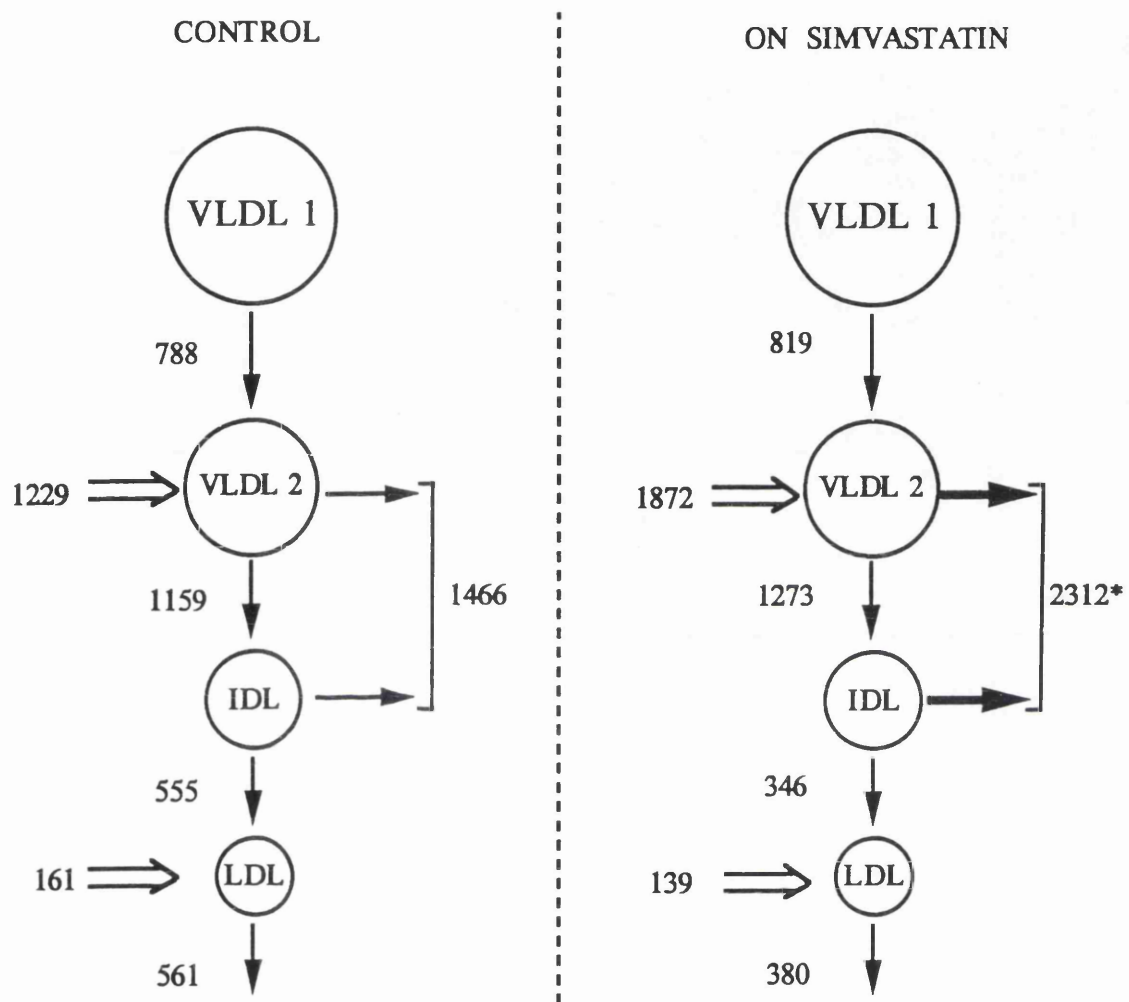 CONTROL
VLDL 1
788
1229
VLDL 2
1159
1466
IDL
555
161
LDL
561
ON SIMVASTATIN
VLDL 1
819
1872
VLDL 2
1273
2312*
IDL
346
139
LDL
380